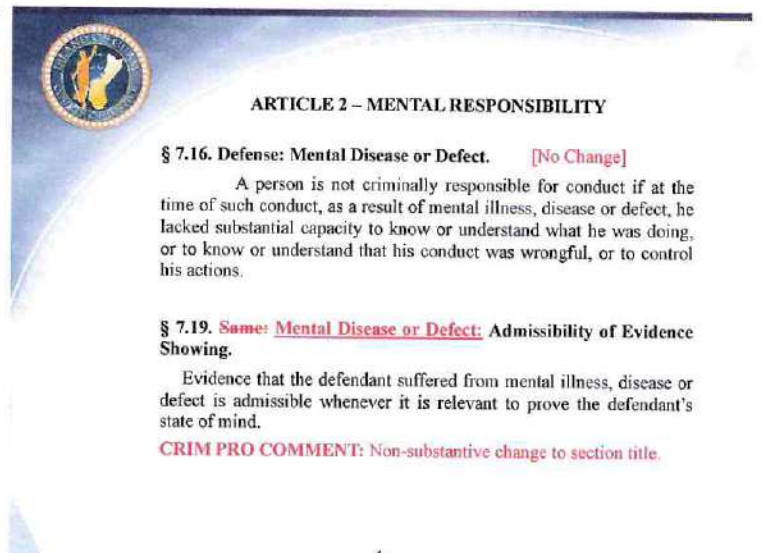 ARTICLE 2 – MENTAL RESPONSIBILITY
§ 7.16. Defense: Mental Disease or Defect. [No Change]
A person is not criminally responsible for conduct if at the
time of such conduct, as a result of mental illness, disease or defect, he
lacked substantial capacity to know or understand what he was doing,
or to know or understand that his conduct was wrongful, or to control
his actions.
§ 7.19. Same: Mental Disease or Defect: Admissibility of Evidence
Showing.
Evidence that the defendant suffered from mental illness, disease or
defect is admissible whenever it is relevant to prove the defendant's
state of mind.
CRIM PRO COMMENT: Non-substantive change to section title.